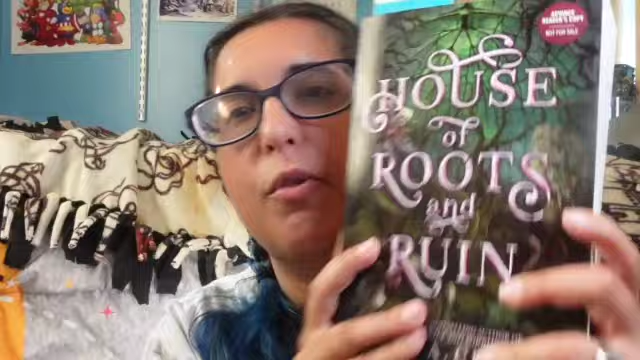 ADVANCE
READER'S COPY
NOT FOR SALE
HOUSE
of
ROOTS
and
RUIN